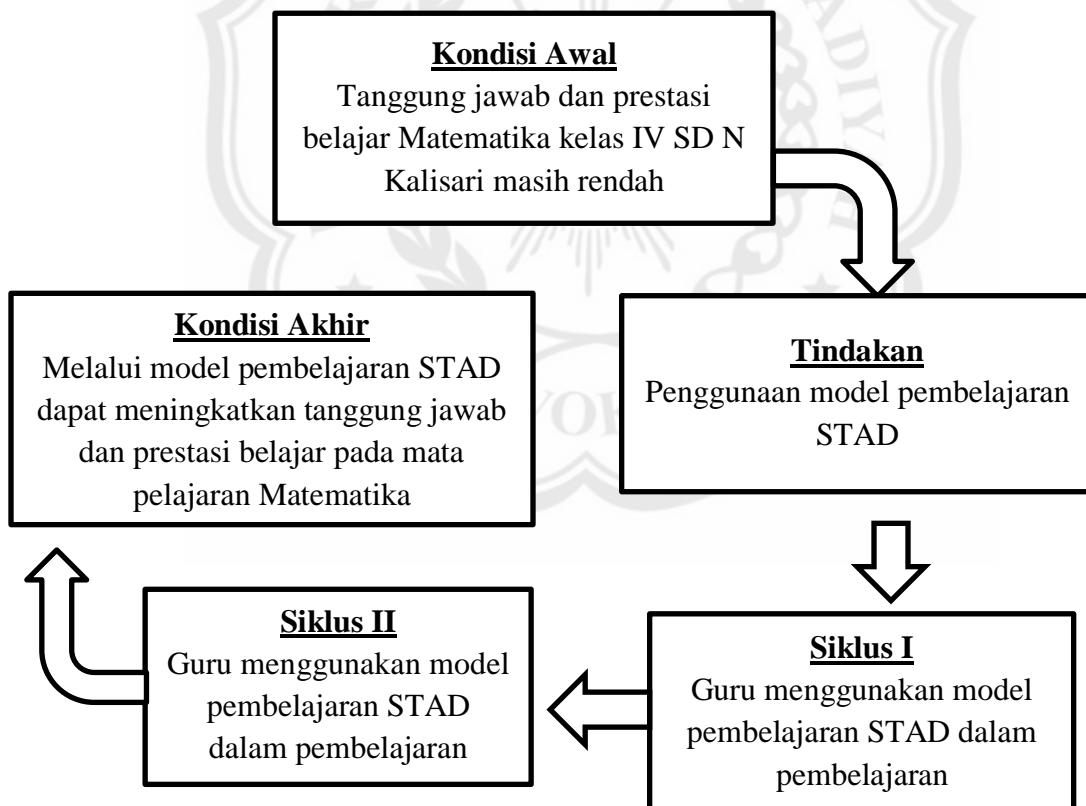 Kondisi Awal
Tanggung jawab dan prestasi
belajar Matematika kelas IV SD N
Kalisari masih rendah
Tindakan
Penggunaan model pembelajaran
STAD
Siklus I
Guru menggunakan model
pembelajaran STAD dalam
pembelajaran
Siklus II
Guru menggunakan model
pembelajaran STAD
dalam pembelajaran
Kondisi Akhir
Melalui model pembelajaran STAD
dapat meningkatkan tanggung jawab
dan prestasi belajar pada mata
pelajaran Matematika